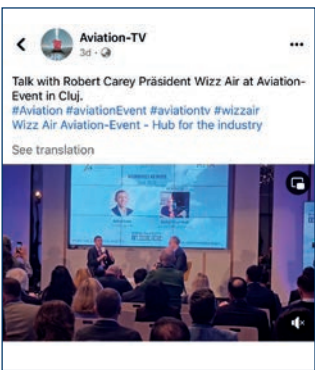 Aviation-TV
3d
Talk with Robert Carey Präsident Wizz Air at Aviation-
Event in Cluj.
#Aviation #aviationEvent #aviationtv #wizzair
Wizz Air Aviation-Event - Hub for the industry
See translation